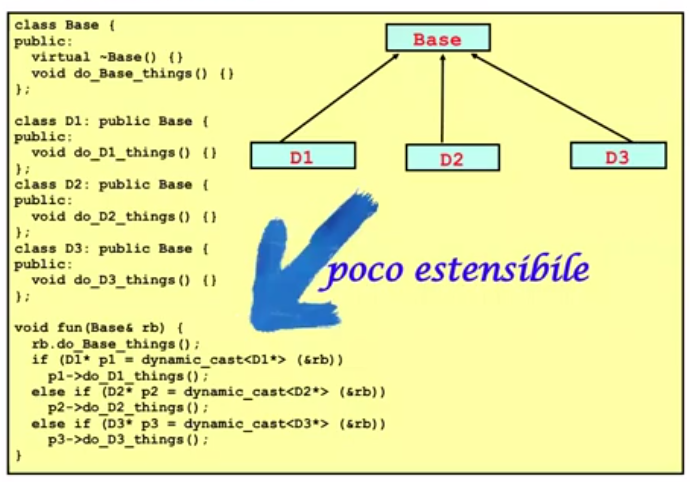 class Base {
public:
  virtual ~Base() {}
  void do_Base_things() {}
};
class D1: public Base {
public:
  void do_D1_things() {}
};
class D2: public Base {
public:
  void do_D2_things() {}
};
class D3: public Base {
public:
  void do_D3_things() {}
};
void fun(Base& rb) {
  rb.do_Base_things();
  if (D1* p1 = dynamic_cast<D1*> (&rb))
    p1->do_D1_things();
  else if (D2* p2 = dynamic_cast<D2*> (&rb))
    p2->do_D2_things();
  else if (D3* p3 = dynamic_cast<D3*> (&rb))
    p3->do_D3_things();
}
Base
D1
D2
D3
poco estensibile